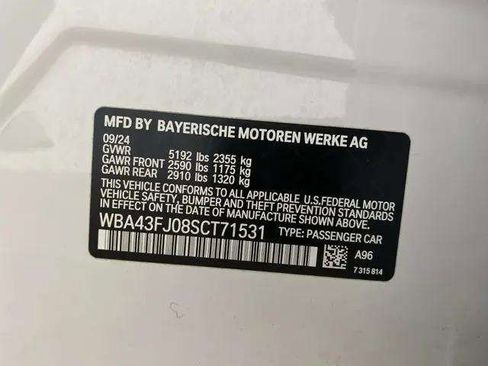 MFD BY BAYERISCHE MOTOREN WERKE AG
09/24
GVWR 5192 lbs 2355 kg
GAWR FRONT 2590 lbs 1175 kg
GAWR REAR 2910 lbs 1320 kg
THIS VEHICLE CONFORMS TO ALL APPLICABLE U.S.FEDERAL MOTOR
VEHICLE SAFETY, BUMPER AND THEFT PREVENTION STANDARDS
IN EFFECT ON THE DATE OF MANUFACTURE SHOWN ABOVE.
WBA43FJ08SCT71531 TYPE: PASSENGER CAR
A96
7 315 814